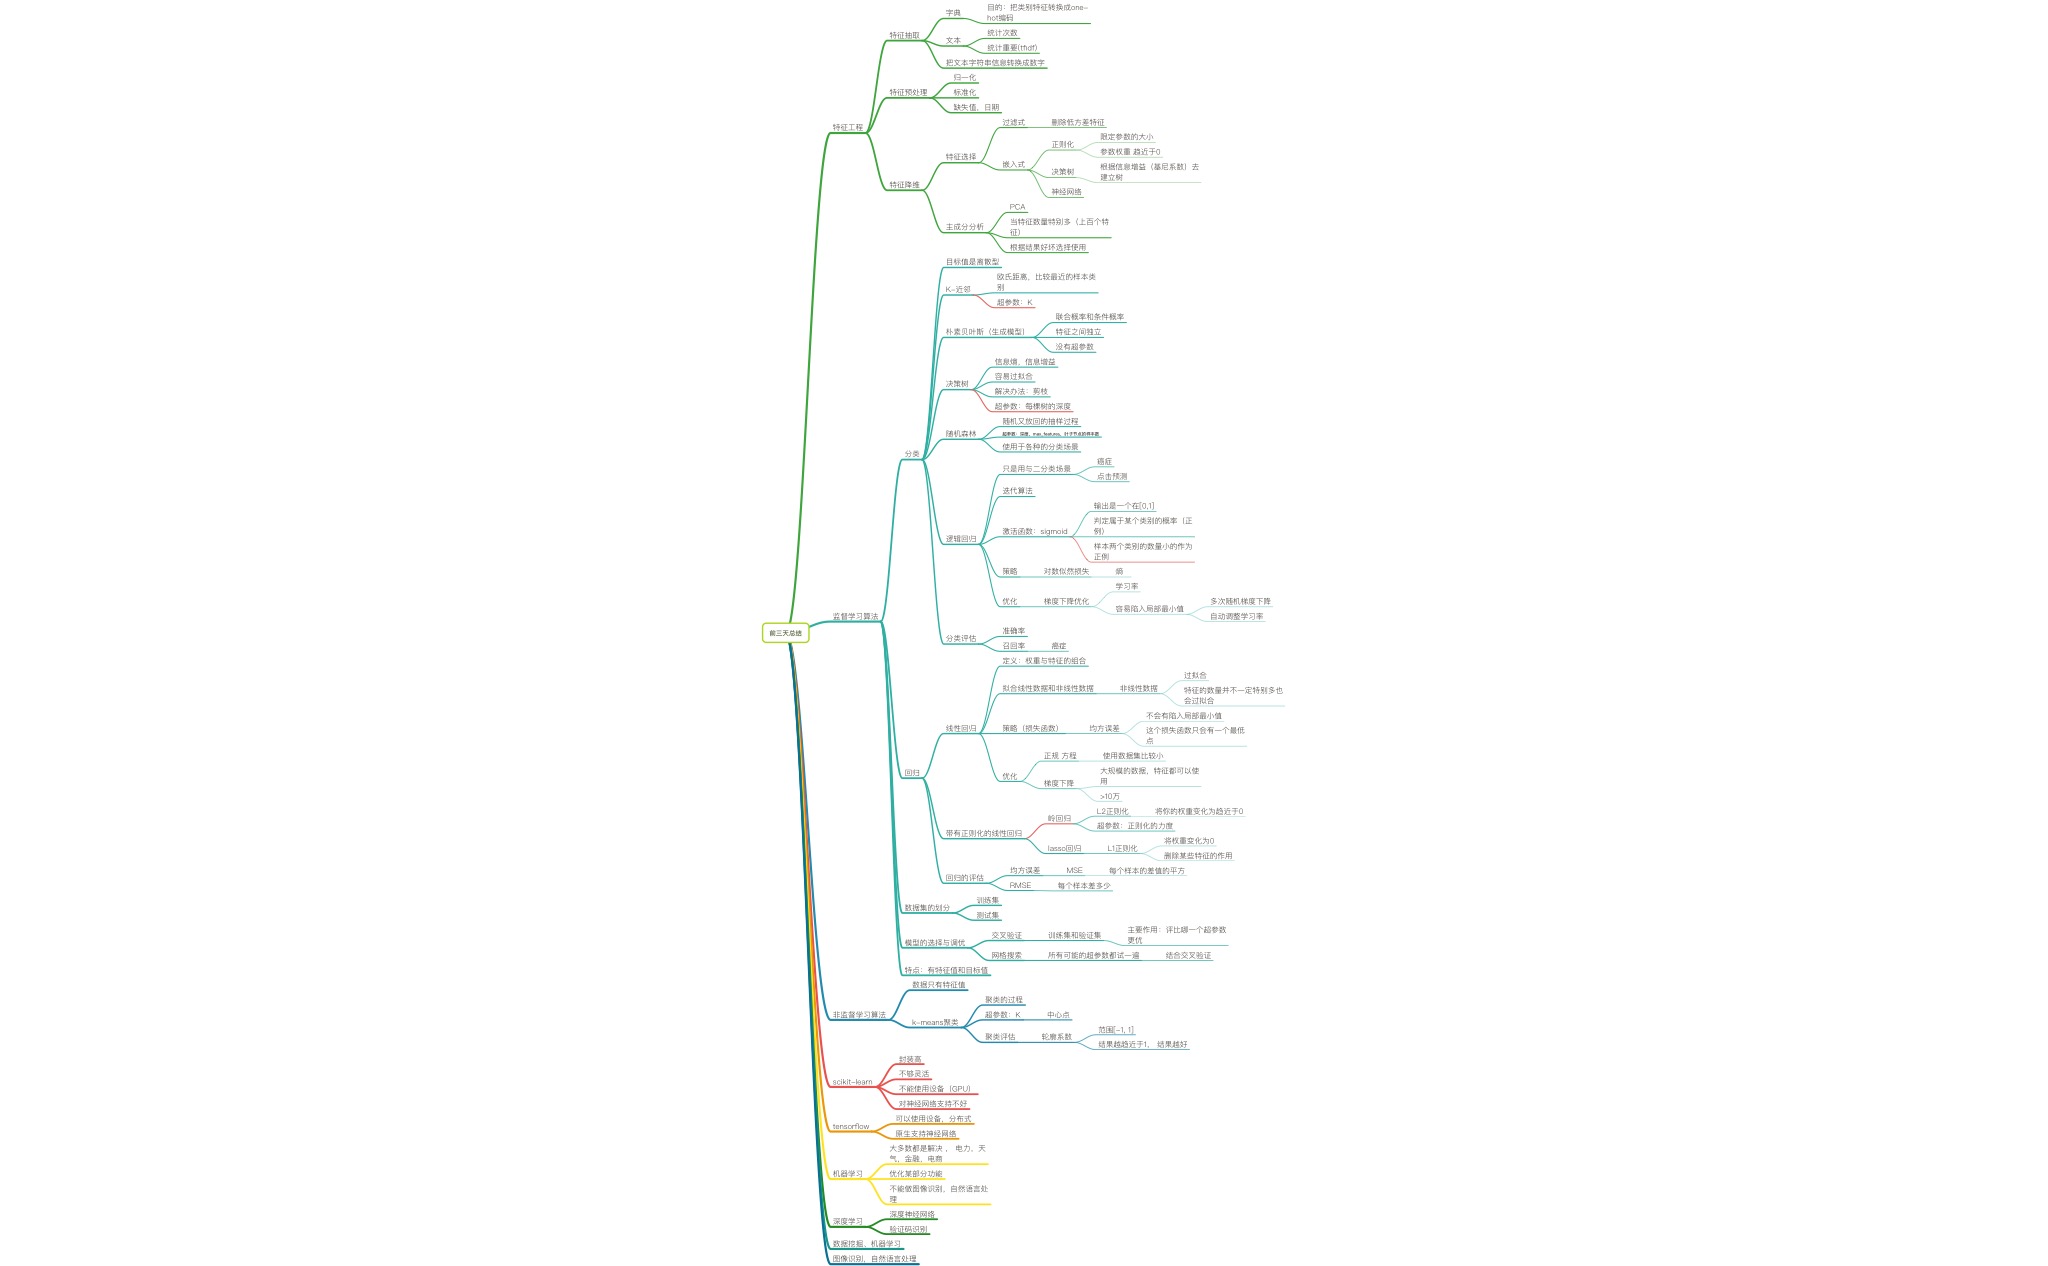 字典
目的：把类别特征转换成one-
hot编码
特征抽取
文本
统计次数
统计重要(tfidf)
把文本字符串信息转换成数字
特征工程
特征预处理
归一化
标准化
缺失值，日期
特征降维
特征选择
过滤式
删除低方差特征
嵌入式
正则化
限定参数的大小
参数权重 趋近于0
决策树
根据信息增益（基尼系数）去
建立树
神经网络
主成分分析
PCA
当特征数量特别多（上百个特
征）
根据结果好坏选择使用
前三天总结
监督学习算法
分类
目标值是离散型
K-近邻
欧氏距离，比较最近的样本类
别
超参数：K
朴素贝叶斯（生成模型）
联合概率和条件概率
特征之间独立
没有超参数
决策树
信息熵，信息增益
容易过拟合
解决办法：剪枝
超参数：每棵树的深度
随机森林
随机又放回的抽样过程
超参数：深度，max_features，叶子节点的样本数
使用于各种的分类场景
逻辑回归
只是用与二分类场景
癌症
点击预测
迭代算法
激活函数：sigmoid
输出是一个在[0,1]
判定属于某个类别的概率（正
例）
样本两个类别的数量小的作为
正例
策略
对数似然损失
熵
优化
梯度下降优化
学习率
容易陷入局部最小值
多次随机梯度下降
自动调整学习率
分类评估
准确率
召回率
癌症
回归
线性回归
定义：权重与特征的组合
拟合线性数据和非线性数据
非线性数据
过拟合
特征的数量并不一定特别多也
会过拟合
策略（损失函数）
均方误差
不会有陷入局部最小值
这个损失函数只会有一个最低
点
优化
正规 方程
使用数据集比较小
梯度下降
大规模的数据，特征都可以使
用
>10万
带有正则化的线性回归
岭回归
L2正则化
将你的权重变化为趋近于0
超参数：正则化的力度
lasso回归
L1正则化
将权重变化为0
删除某些特征的作用
回归的评估
均方误差
MSE
每个样本的差值的平方
RMSE
每个样本差多少
数据集的划分
训练集
测试集
模型的选择与调优
交叉验证
训练集和验证集
主要作用：评比哪一个超参数
更优
网格搜索
所有可能的超参数都试一遍
结合交叉验证
特点：有特征值和目标值
非监督学习算法
数据只有特征值
k-means聚类
聚类的过程
超参数：K
中心点
聚类评估
轮廓系数
范围[-1, 1]
结果越趋近于1， 结果越好
scikit-learn
封装高
不够灵活
不能使用设备（GPU）
对神经网络支持不好
tensorflow
可以使用设备，分布式
原生支持神经网络
机器学习
大多数都是解决 ， 电力，天
气，金融，电商
优化某部分功能
不能做图像识别，自然语言处
理
深度学习
深度神经网络
验证码识别
数据挖掘，机器学习
图像识别，自然语言处理